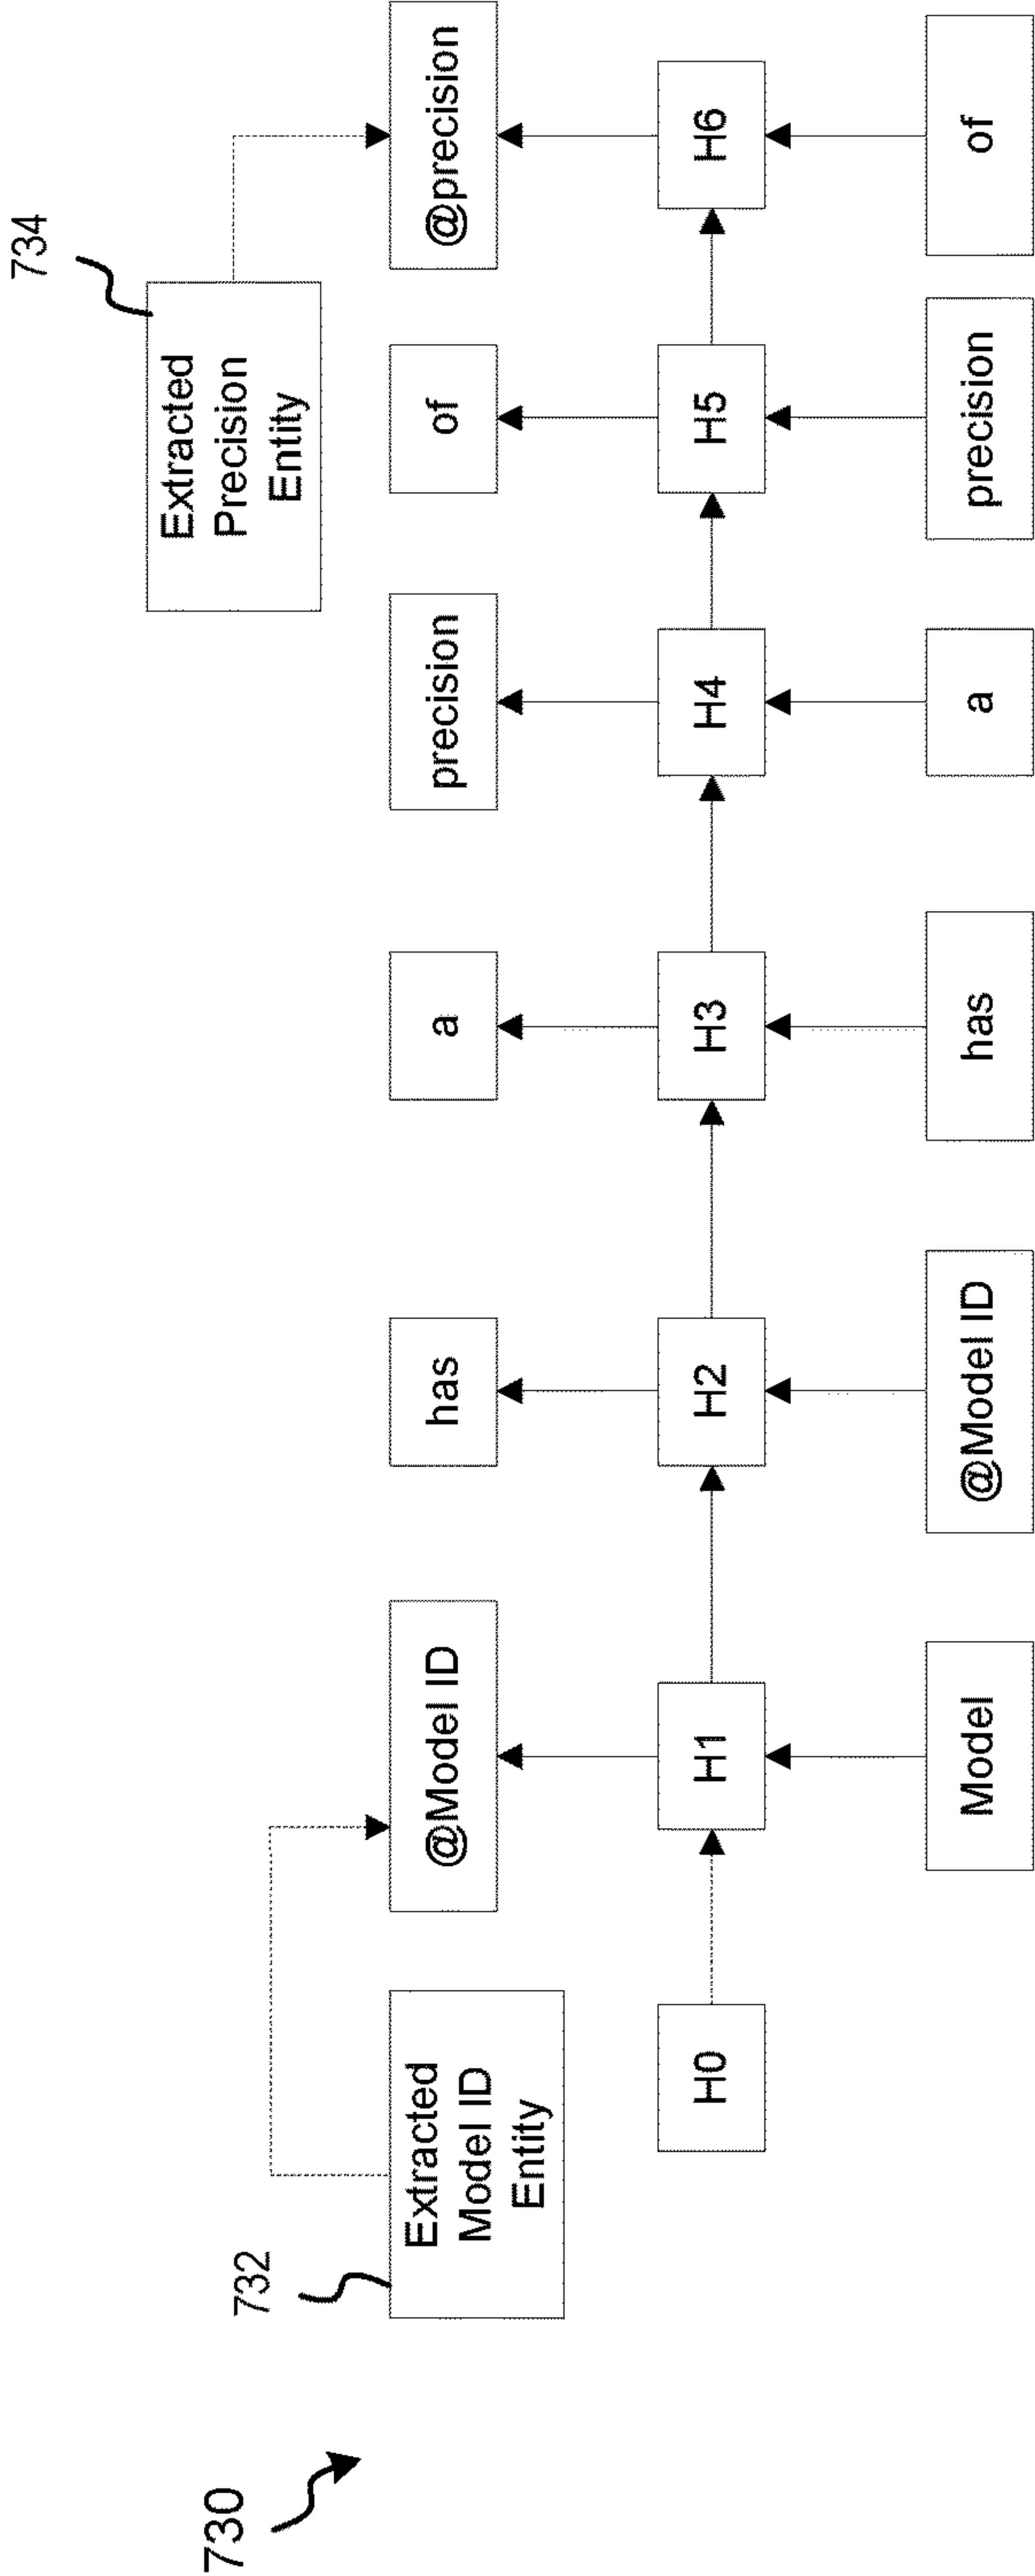 730
732
734
Extracted
Model ID
Entity
Extracted
Precision
Entity
@Model ID
has
a
precision
of
@precision
H0
H1
H2
H3
H4
H5
H6
Model
@Model ID
has
a
precision
of